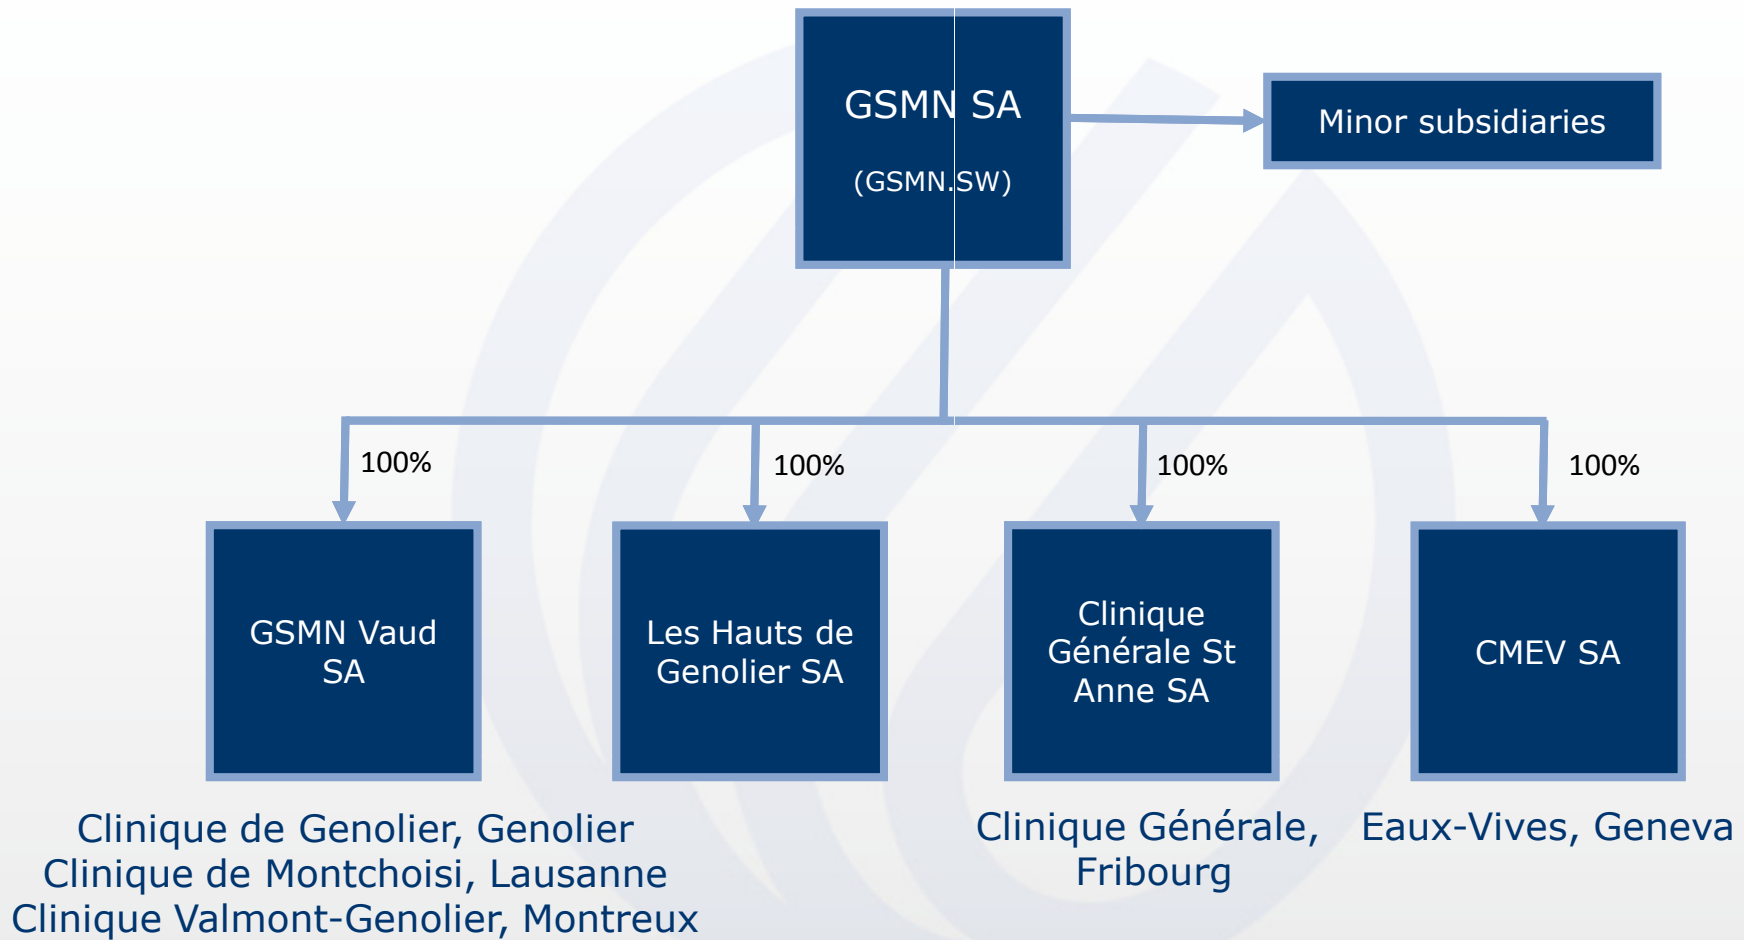 GSMN SA
(GSMN.SW)
Minor subsidiaries
100%
100%
100%
100%
GSMN Vaud
SA
Les Hauts de
Genolier SA
Clinique
Générale St
Anne SA
CMEV SA
Clinique de Genolier, Genolier
Clinique de Montchoisi, Lausanne
Clinique Valmont-Genolier, Montreux
Clinique Générale,
Fribourg
Eaux-Vives, Geneva